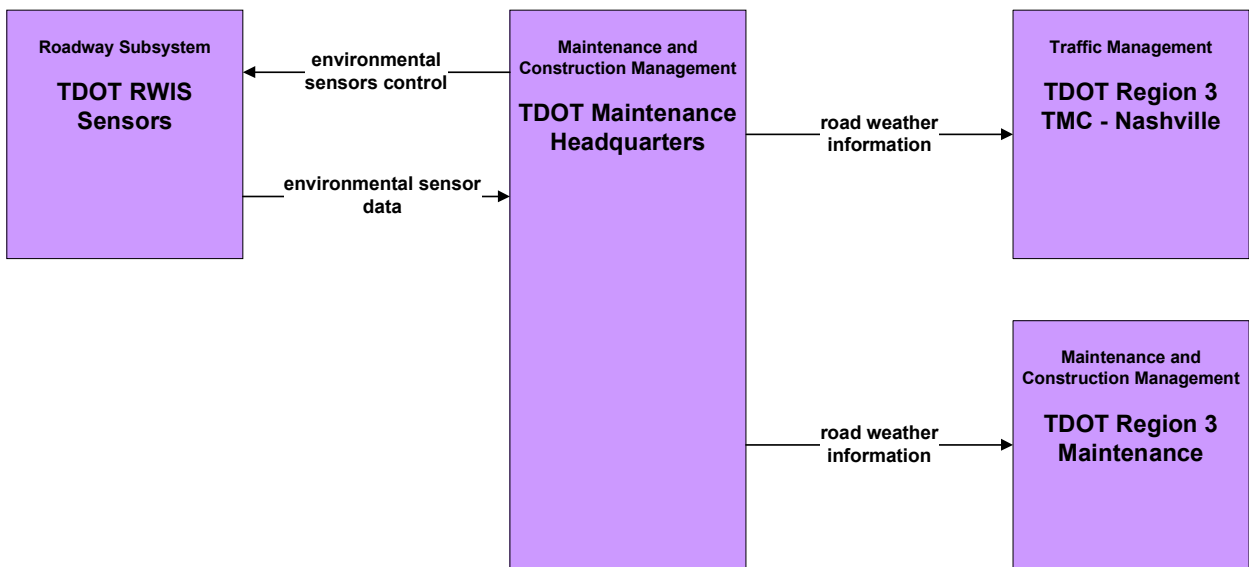 Roadway Subsystem
TDOT RWIS
Sensors
environmental
sensors control
environmental sensor
data
Maintenance and
Construction Management
TDOT Maintenance
Headquarters
road weather
information
road weather
information
Traffic Management
TDOT Region 3
TMC - Nashville
Maintenance and
Construction Management
TDOT Region 3
Maintenance